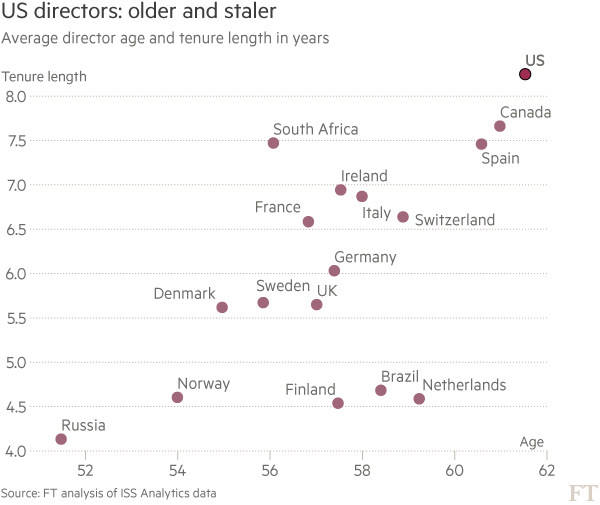 US directors: older and staler
Average director age and tenure length in years
US
Tenure length
8.0
Canada
South Africa
7.5
Spain
Ireland
7.0
France
Italy
Switzerland
6.5
Germany
6.0
Sweden
Denmark
UK
5.5
5.0
Brazil
Norway
Finland
Netherlands
4.5
Russia
Age
4.0
52 54 56 58 60 62
Source: FT analysis of ISS Analytics data
FT